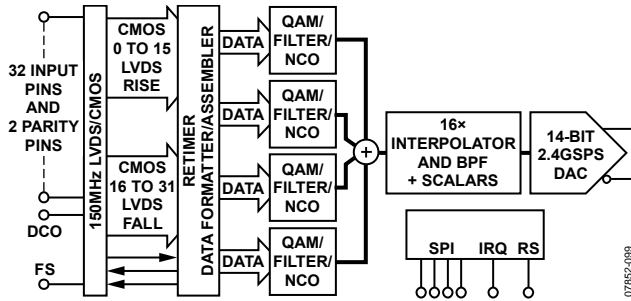 32 INPUT
PINS
AND
2 PARITY
PINS
DCO
FS
150MHz LVDS/CMOS
CMOS
0 TO 15
LVDS
RISE
CMOS
16 TO 31
LVDS
FALL
RETIMER
DATA FORMATTER/ASSEMBLER
DATA
QAM/
FILTER/
NCO
DATA
QAM/
FILTER/
NCO
DATA
QAM/
FILTER/
NCO
DATA
QAM/
FILTER/
NCO
+
16×
INTERPOLATOR
AND BPF
+ SCALARS
14-BIT
2.4GSPS
DAC
SPI IRQ RS
07852-099